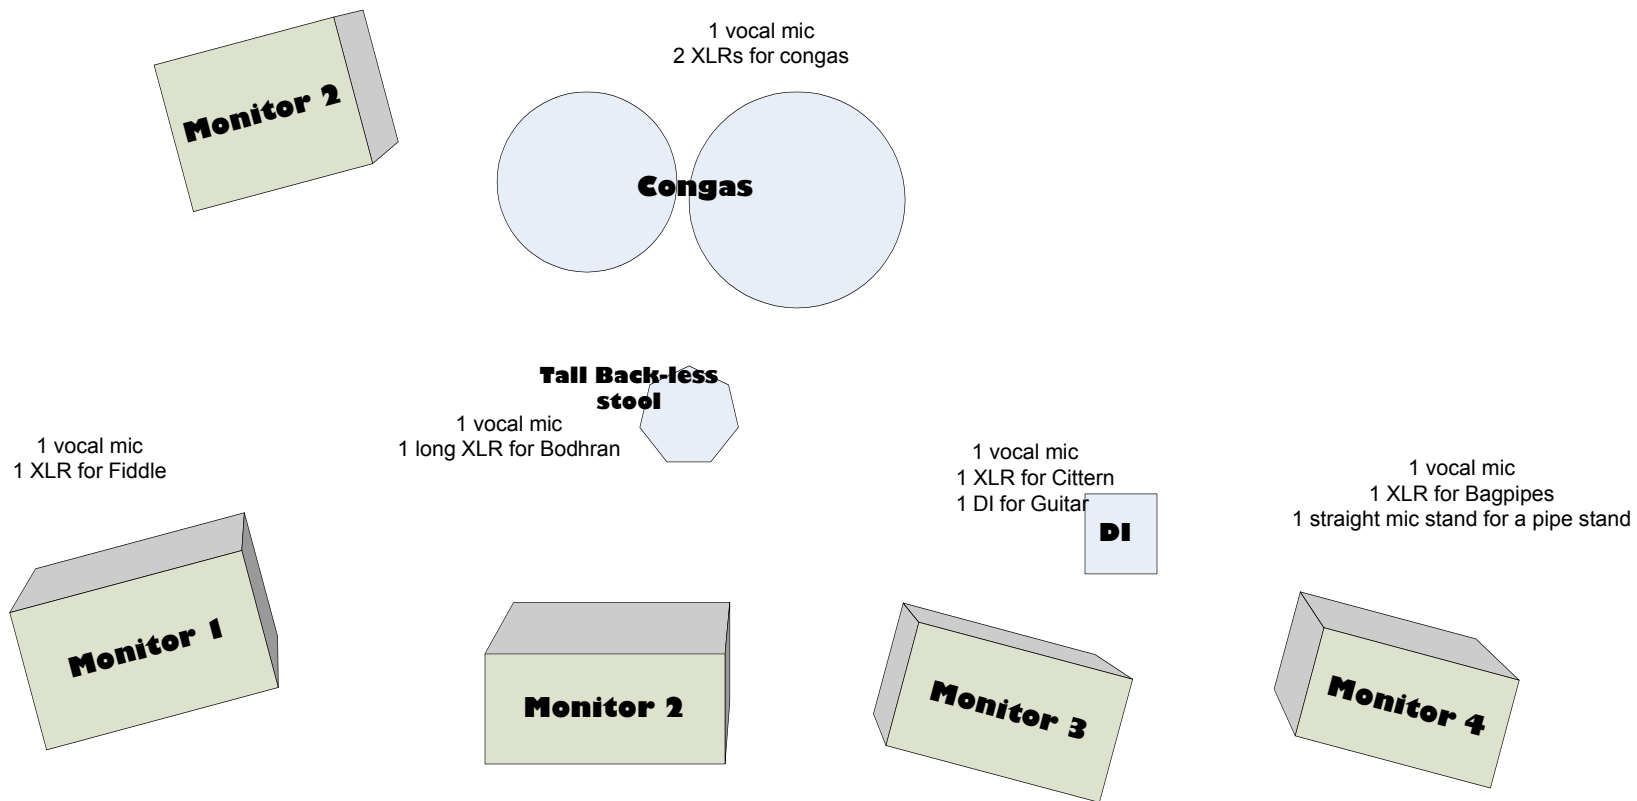 1 vocal mic
2 XLRs for congas
Monitor 2
Congas
Tall Back-less
stool
1 vocal mic
1 long XLR for Bodhran
1 vocal mic
1 XLR for Fiddle
1 vocal mic
1 XLR for Cittern
1 DI for Guitar
DI
1 vocal mic
1 XLR for Bagpipes
1 straight mic stand for a pipe stand
Monitor 1
Monitor 2
Monitor 3
Monitor 4